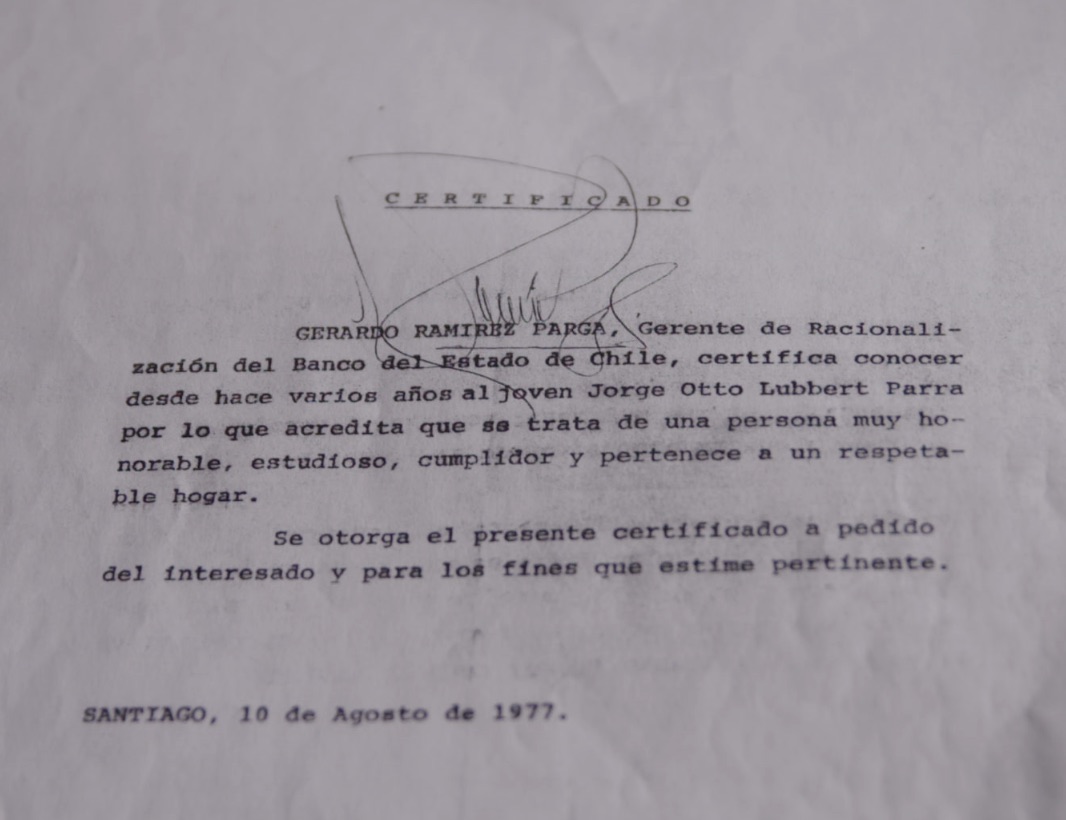 C E R T I F I C A D O
GERARDO RAMIREZ PARGA, Gerente de Racionali-
zación del Banco del Estado de Chile, certifica conocer
desde hace varios años al joven Jorge Otto Lubbert Parra
por lo que acredita que se trata de una persona muy ho-
norable, estudioso, cumplidor y pertenece a un respeta-
ble hogar.
Se otorga el presente certificado a pedido
del interesado y para los fines que estime pertinente.
SANTIAGO, 10 de Agosto de 1977.